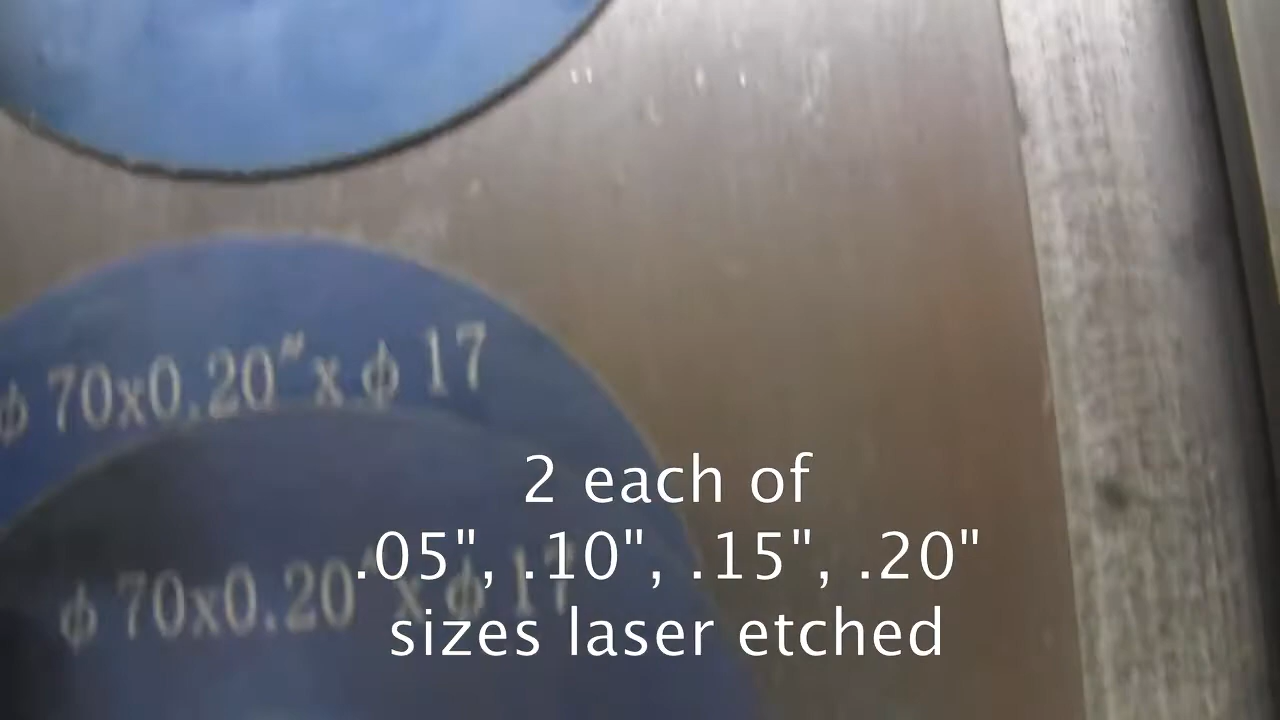 ϕ 70x0.20" x ϕ 17
ϕ 70x0.20" x ϕ 17
2 each of
.05", .10", .15", .20"
sizes laser etched